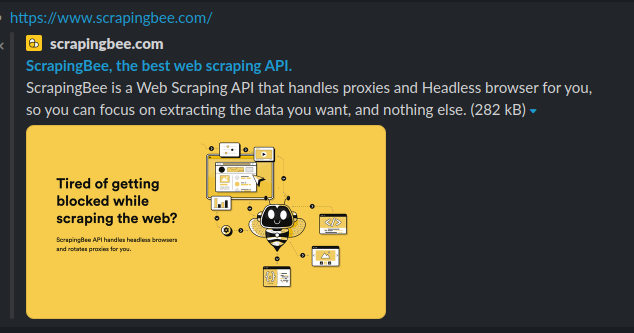 https://www.scrapingbee.com/
scrapingbee.com
ScrapingBee, the best web scraping API.
ScrapingBee is a Web Scraping API that handles proxies and Headless browser for you,
so you can focus on extracting the data you want, and nothing else. (282 kB)
Tired of getting
blocked while
scraping the web?
ScrapingBee API handles headless browsers
and rotates proxies for you.